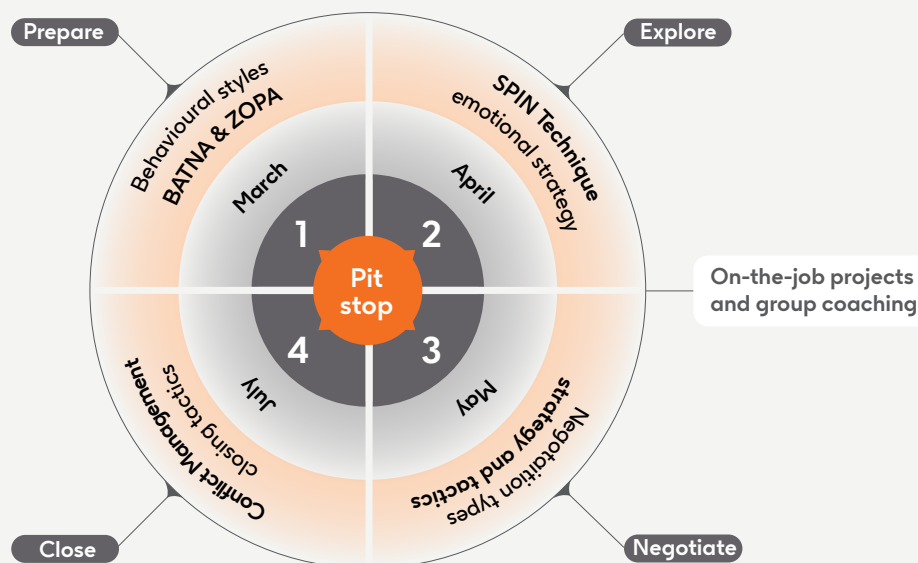 Prepare
Explore
Behavioural styles
BATNA & ZOPA
March
1
SPIN Technique
emotional strategy
April
2
Pit
stop
On-the-job projects
and group coaching
4
July
closing tactics
Conflict Management
3
May
strategy and tactics
Negotaition types
Close
Negotiate